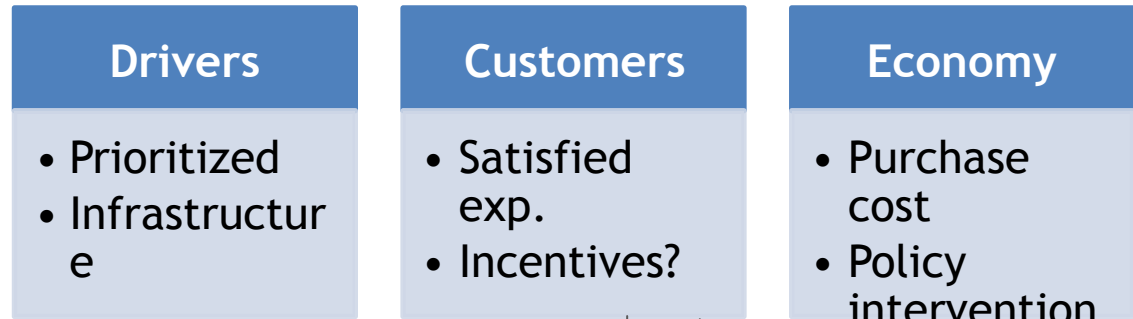 Drivers
• Prioritized
• Infrastructur
e
Customers
• Satisfied
exp.
• Incentives?
Economy
• Purchase
cost
• Policy
intervention